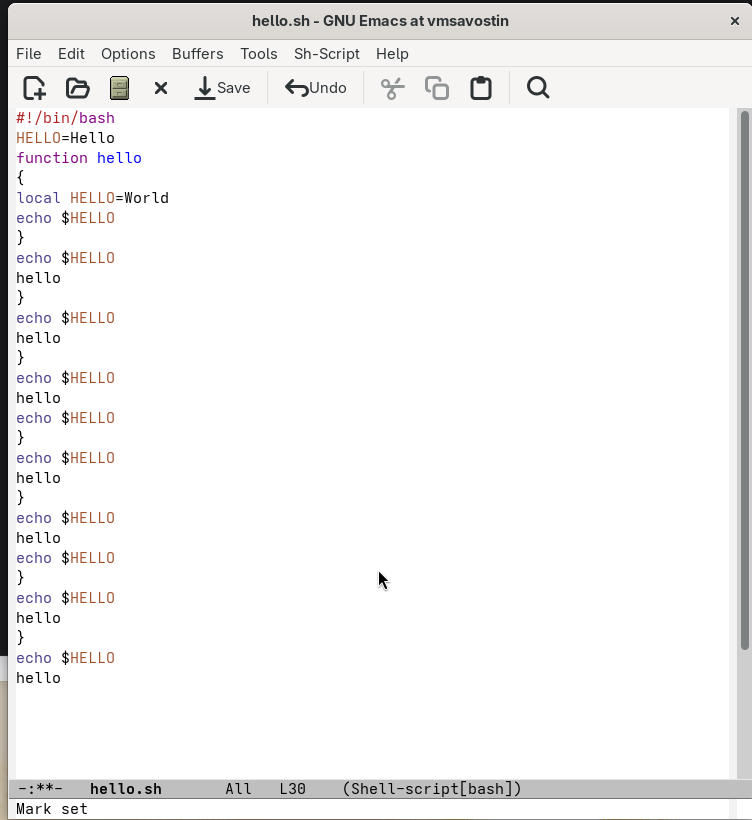 hello.sh - GNU Emacs at vmsavostin
File Edit Options Buffers Tools Sh-Script Help
Save Undo
#!/bin/bash
HELLO=Hello
function hello
{
local HELLO=World
echo $HELLO
}
echo $HELLO
hello
}
echo $HELLO
hello
}
echo $HELLO
hello
echo $HELLO
}
echo $HELLO
hello
}
echo $HELLO
hello
echo $HELLO
}
echo $HELLO
hello
}
echo $HELLO
hello
-:**- hello.sh All L30 (Shell-script[bash])
Mark set